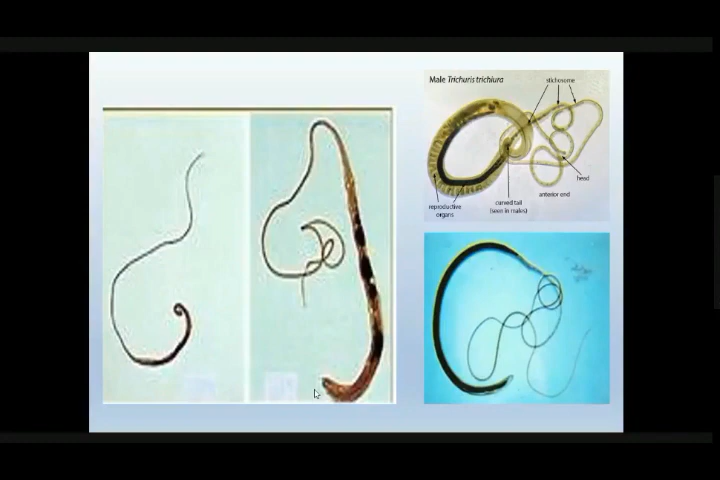 Male Trichuris trichiura
stichosome
head
anterior end
curved tail
(seen in males)
reproductive
organs